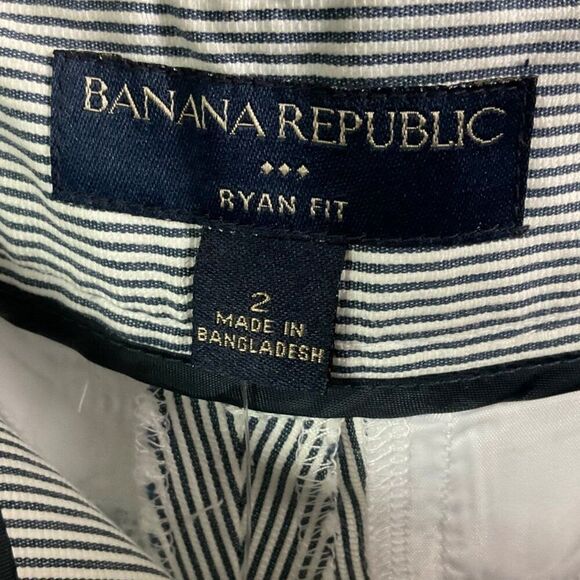 BANANA REPUBLIC
RYAN FIT
2
MADE IN
BANGLADESH